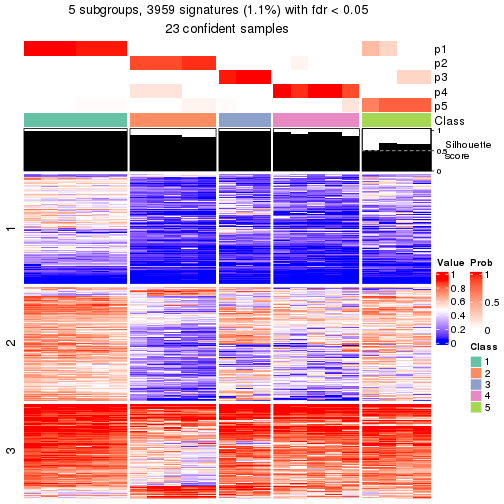 5 subgroups, 3959 signatures (1.1%) with fdr < 0.05
23 confident samples
p1
p2
p3
p4
p5
Class
1
0.5
0
Silhouette
score
1
2
3
Value
1
0.8
0.6
0.4
0.2
0
Prob
1
0.5
0
Class
1
2
3
4
5